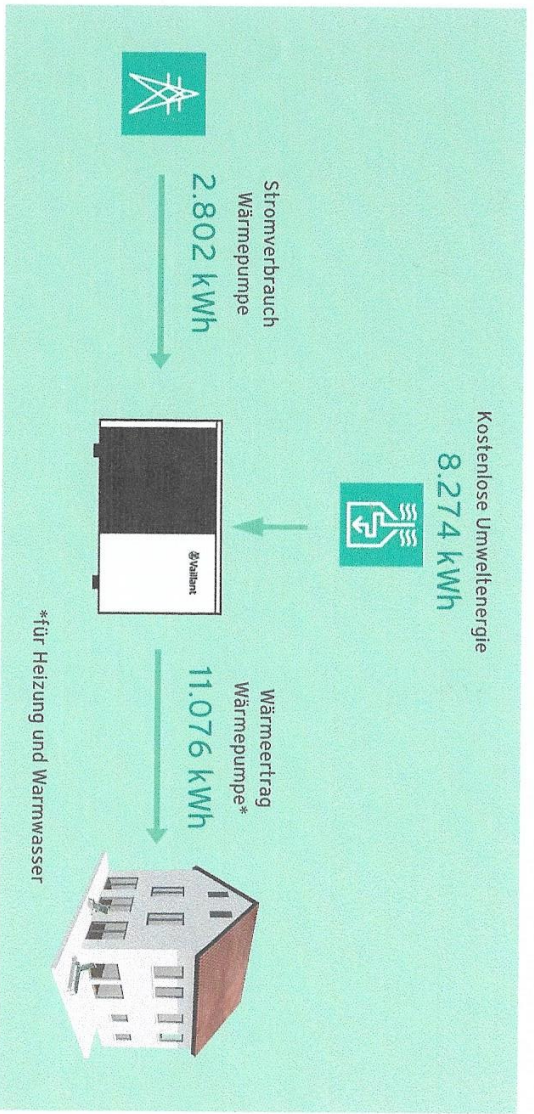 Kostenlose Umweltenergie
8.274 kWh
Stromverbrauch
Wärmepumpe
2.802 kWh
Vaillant
Wärmeertrag
Wärmepumpe*
11.076 kWh
*für Heizung und Warmwasser